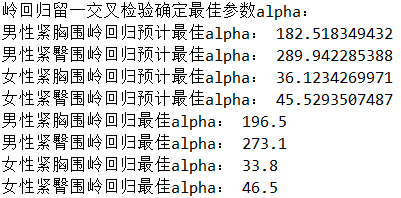 岭回归留一交叉检验确定最佳参数alpha:
男性紧胸围岭回归预计最佳alpha: 182.518349432
男性紧臀围岭回归预计最佳alpha: 289.942285388
女性紧胸围岭回归预计最佳alpha: 36.1234269971
女性紧臀围岭回归预计最佳alpha: 45.5293507487
男性紧胸围岭回归最佳alpha: 196.5
男性紧臀围岭回归最佳alpha: 273.1
女性紧胸围岭回归最佳alpha: 33.8
女性紧臀围岭回归最佳alpha: 46.5